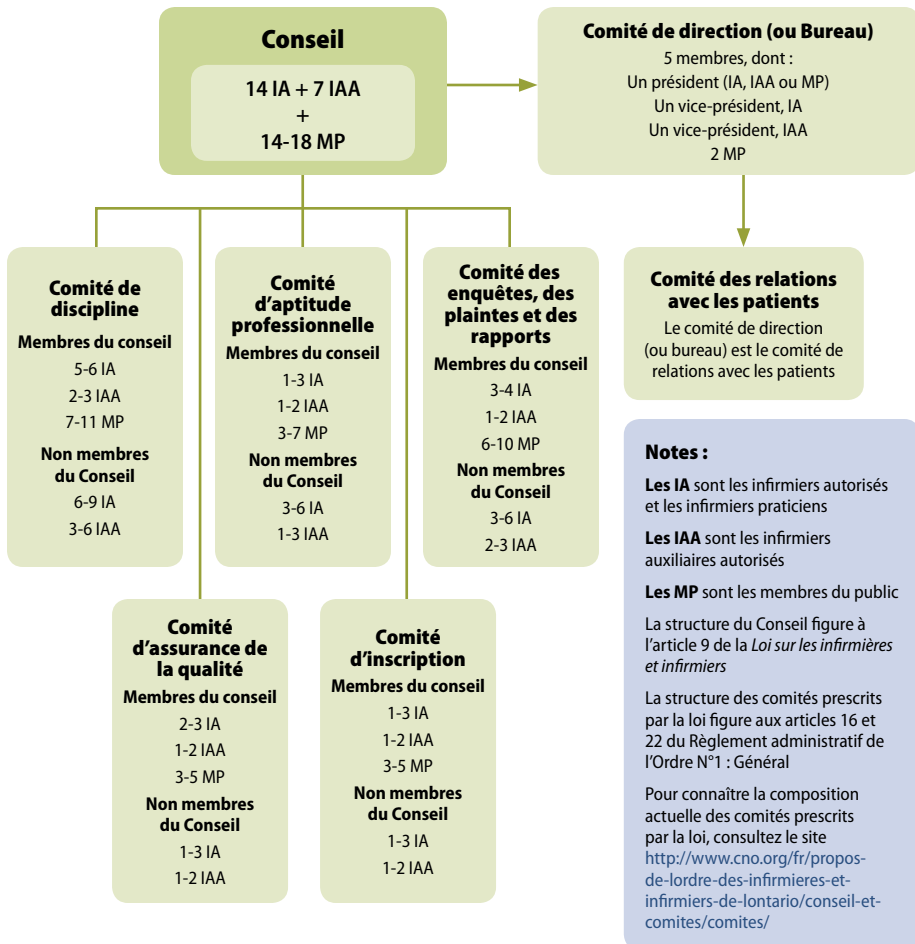 Conseil
14 IA + 7 IAA
+
14-18 MP
Comité de direction (ou Bureau)
5 membres, dont :
Un président (IA, IAA ou MP)
Un vice-président, IA
Un vice-président, IAA
2 MP
Comité de
discipline
Membres du conseil
5-6 IA
2-3 IAA
7-11 MP
Non membres
du Conseil
6-9 IA
3-6 IAA
Comité
d'aptitude
professionnelle
Membres du conseil
1-3 IA
1-2 IAA
3-7 MP
Non membres
du Conseil
3-6 IA
1-3 IAA
Comité des
enquêtes, des
plaintes et des
rapports
Membres du conseil
3-4 IA
1-2 IAA
6-10 MP
Non membres
du Conseil
3-6 IA
2-3 IAA
Comité des relations
avec les patients
Le comité de direction
(ou bureau) est le comité de
relations avec les patients
Comité
d'assurance de
la qualité
Membres du conseil
2-3 IA
1-2 IAA
3-5 MP
Non membres
du Conseil
1-3 IA
1-2 IAA
Comité
d'inscription
Membres du conseil
1-3 IA
1-2 IAA
3-5 MP
Non membres
du Conseil
1-3 IA
1-2 IAA
Notes :
Les IA sont les infirmiers autorisés
et les infirmiers praticiens
Les IAA sont les infirmiers
auxiliaires autorisés
Les MP sont les membres du public
La structure du Conseil figure à
l'article 9 de la Loi sur les infirmières
et infirmiers
La structure des comités prescrits
par la loi figure aux articles 16 et
22 du Règlement administratif de
l'Ordre N°1 : Général
Pour connaître la composition
actuelle des comités prescrits
par la loi, consultez le site
http://www.cno.org/fr/propos-
de-lordre-des-infirmieres-et-
infirmiers-de-lontario/conseil-et-
comites/comites/